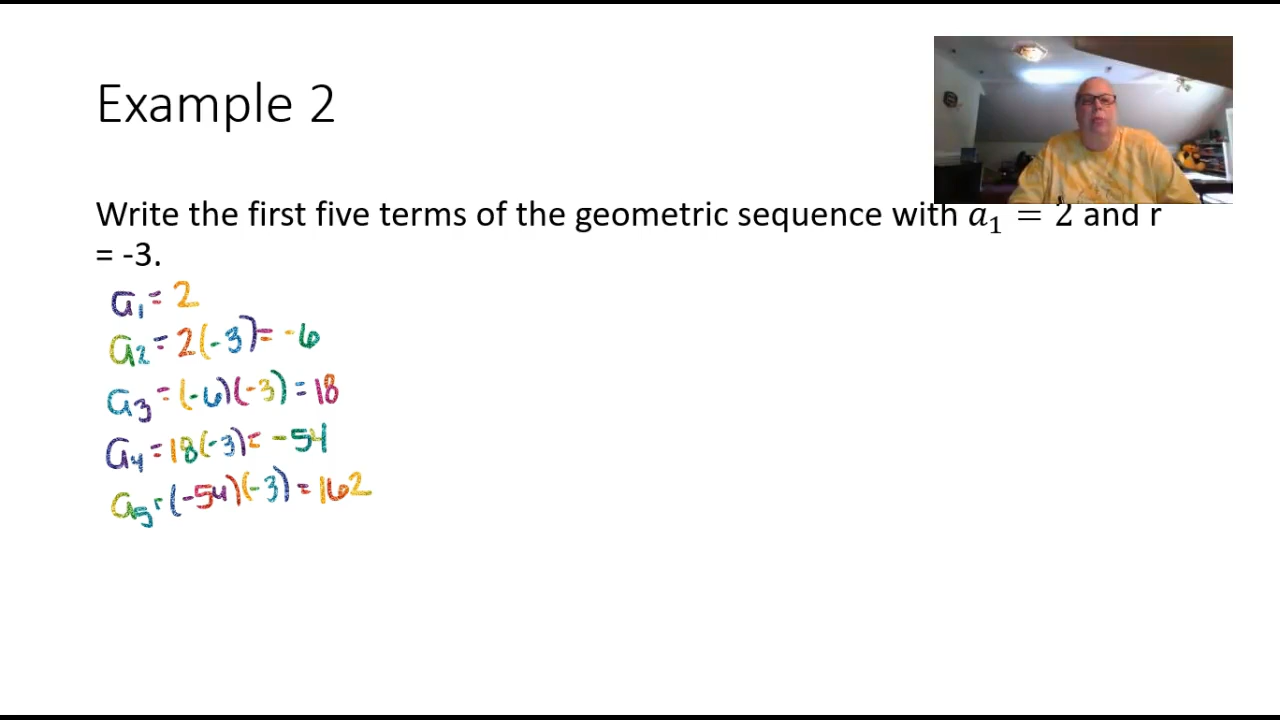 Example 2
Write the first five terms of the geometric sequence with a₁ = 2 and r
= -3.
a₁ = 2
a₂ = 2(-3) = -6
a₃ = (-6)(-3) = 18
a₄ = 18(-3) = -54
a₅ = (-54)(-3) = 162